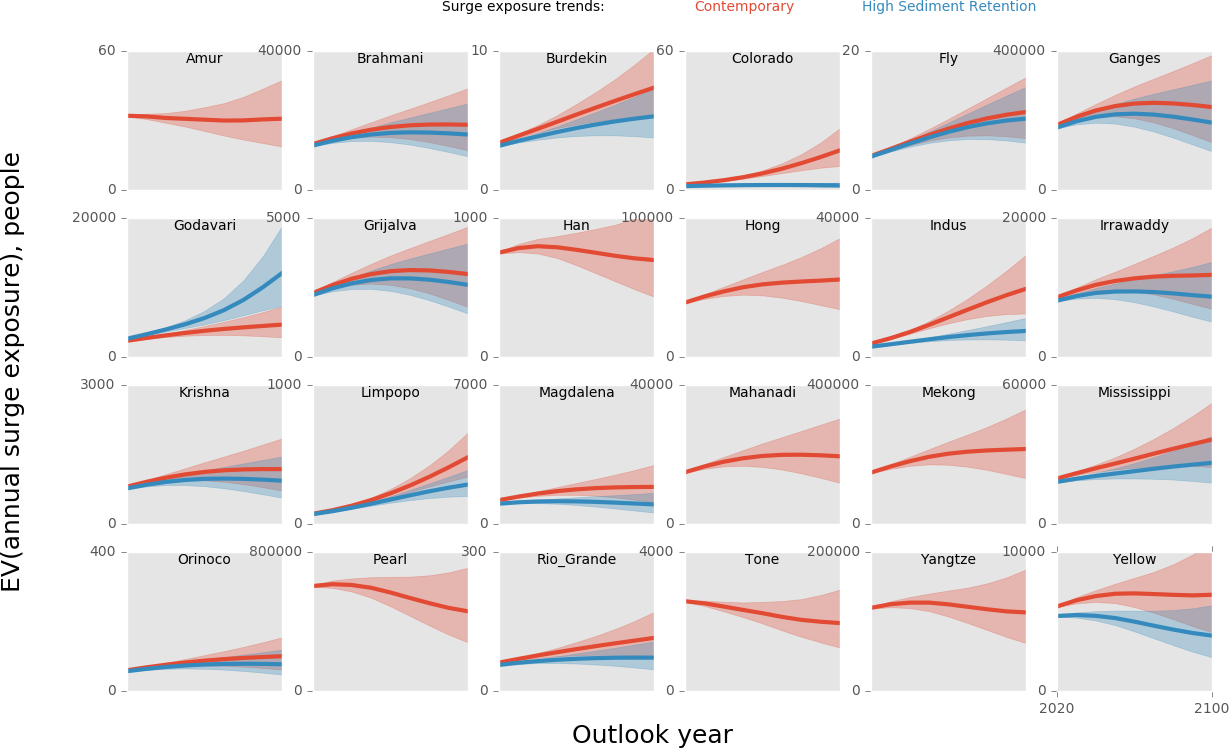 Surge exposure trends: Contemporary High Sediment Retention
60 Amur 40000 Brahmani 10 Burdekin 60 Colorado 20 Fly 400000 Ganges
0 0 0 0 0 0
20000 Godavari 5000 Grijalva 1000 Han 100000 Hong 40000 Indus 20000 Irrawaddy
0 0 0 0 0 0
3000 Krishna 1000 Limpopo 7000 Magdalena 40000 Mahanadi 400000 Mekong 60000 Mississippi
0 0 0 0 0 0
400 Orinoco 800000 Pearl 300 Rio_Grande 4000 Tone 200000 Yangtze 10000 Yellow
0 0 0 0 0 0
2020 2100
EV(annual surge exposure), people
Outlook year